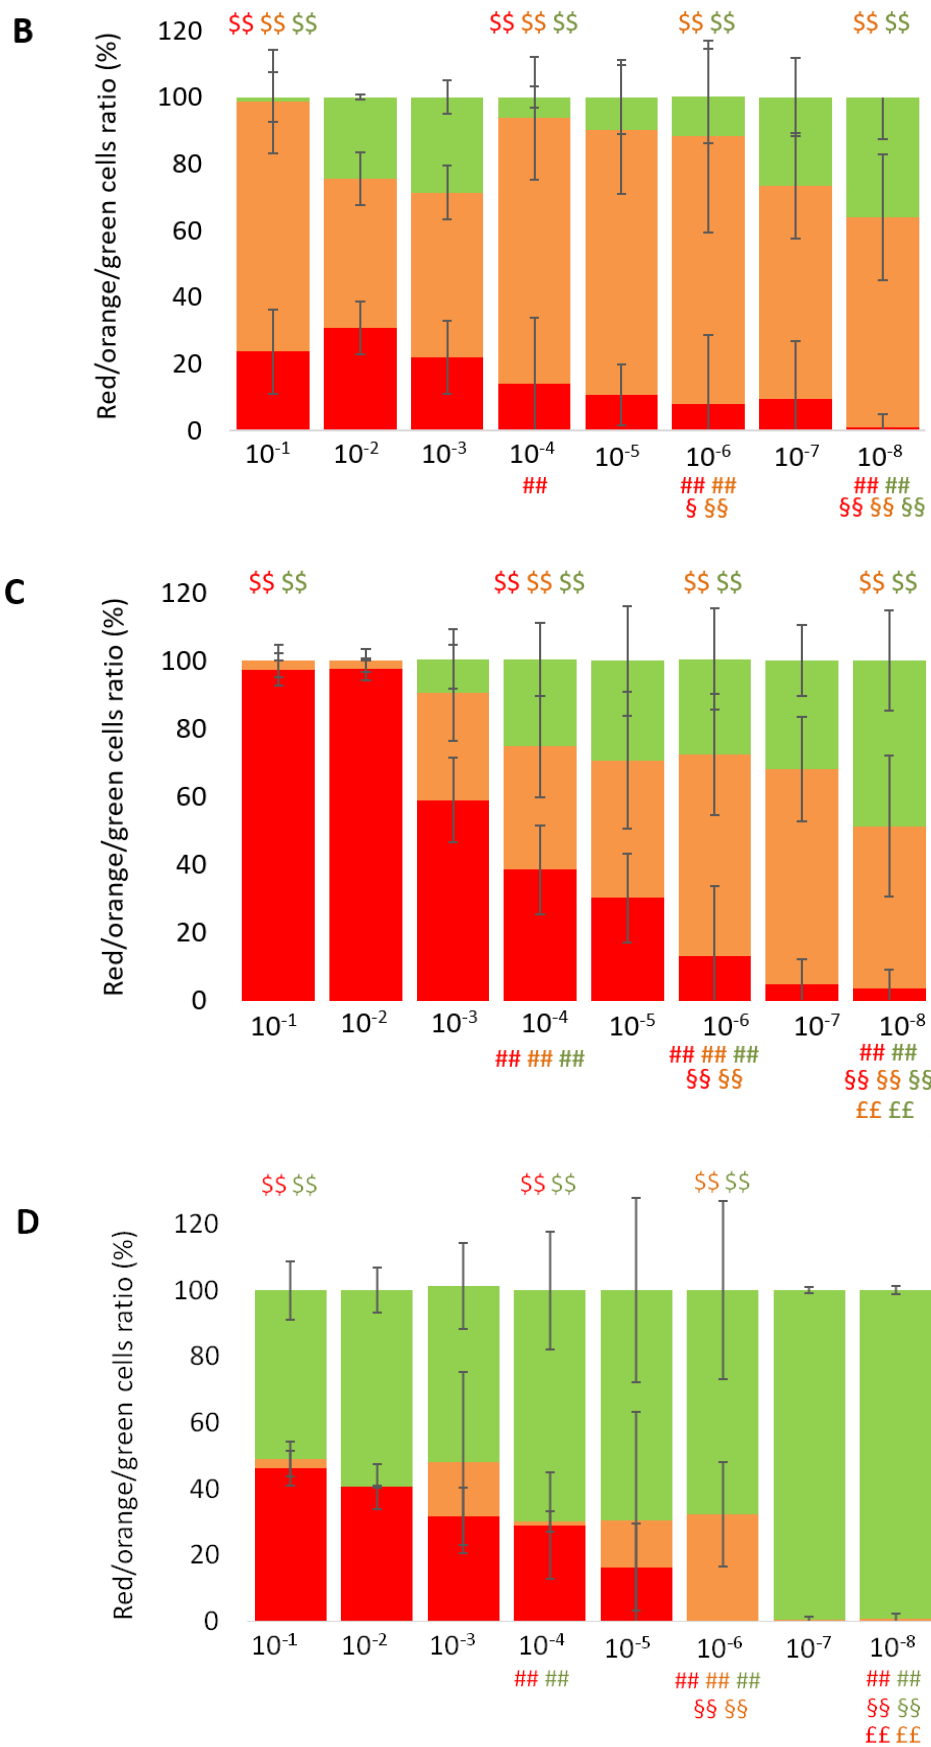 B
$$ $$ $$ $$ $$ $$ $$ $$ $$ $$
Red/orange/green cells ratio (%)
120
100
80
60
40
20
0
10-1 10-2 10-3 10-4 10-5 10-6 10-7 10-8
## ## ## ## ##
§ §§ §§ §§ §§
C
$$ $$ $$ $$ $$ $$ $$ $$ $$
Red/orange/green cells ratio (%)
120
100
80
60
40
20
0
10-1 10-2 10-3 10-4 10-5 10-6 10-7 10-8
## ## ## ## ## ## ## ##
§§ §§ §§ §§ §§
££ ££
D
$$ $$ $$ $$ $$ $$
Red/orange/green cells ratio (%)
120
100
80
60
40
20
0
10-1 10-2 10-3 10-4 10-5 10-6 10-7 10-8
## ## ## ## ## ## ##
§§ §§ §§ §§
££ ££